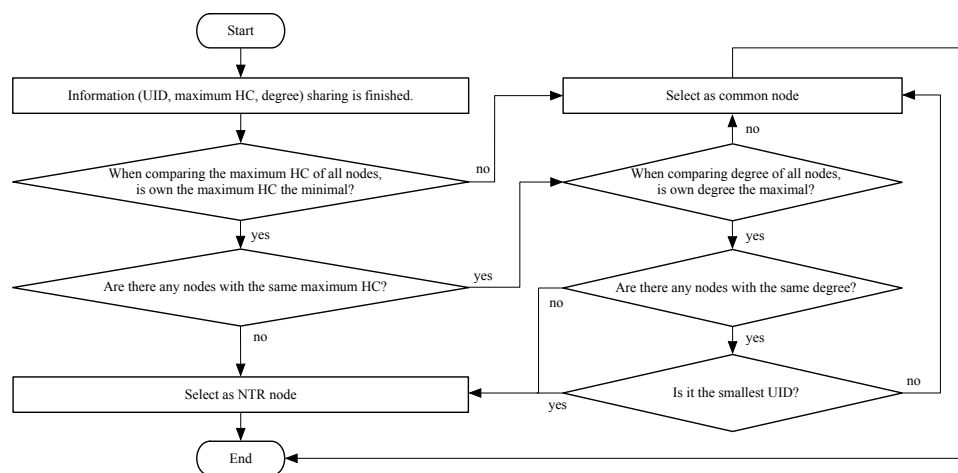 Start
Information (UID, maximum HC, degree) sharing is finished.
When comparing the maximum HC of all nodes,
is own the maximum HC the minimal?
no
yes
Are there any nodes with the same maximum HC?
yes
no
Select as NTR node
End
Select as common node
no
When comparing degree of all nodes,
is own degree the maximal?
yes
Are there any nodes with the same degree?
no
yes
Is it the smallest UID?
yes
no